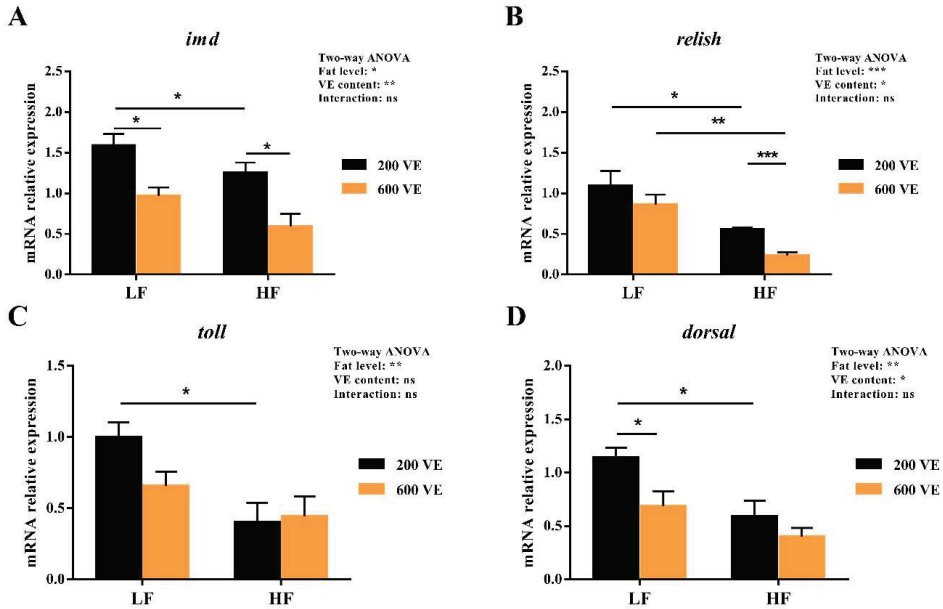 A
imd
Two-way ANOVA
Fat level: *
VE content: **
Interaction: ns
mRNA relative expression
2.5
2.0
1.5
1.0
0.5
0.0
*
*
*
200 VE
600 VE
LF
HF
B
relish
Two-way ANOVA
Fat level: ***
VE content: *
Interaction: ns
mRNA relative expression
2.5
2.0
1.5
1.0
0.5
0.0
*
**
***
200 VE
600 VE
LF
HF
C
toll
Two-way ANOVA
Fat level: **
VE content: ns
Interaction: ns
mRNA relative expression
1.5
1.0
0.5
0.0
*
200 VE
600 VE
LF
HF
D
dorsal
Two-way ANOVA
Fat level: **
VE content: *
Interaction: ns
mRNA relative expression
2.0
1.5
1.0
0.5
0.0
*
*
200 VE
600 VE
LF
HF